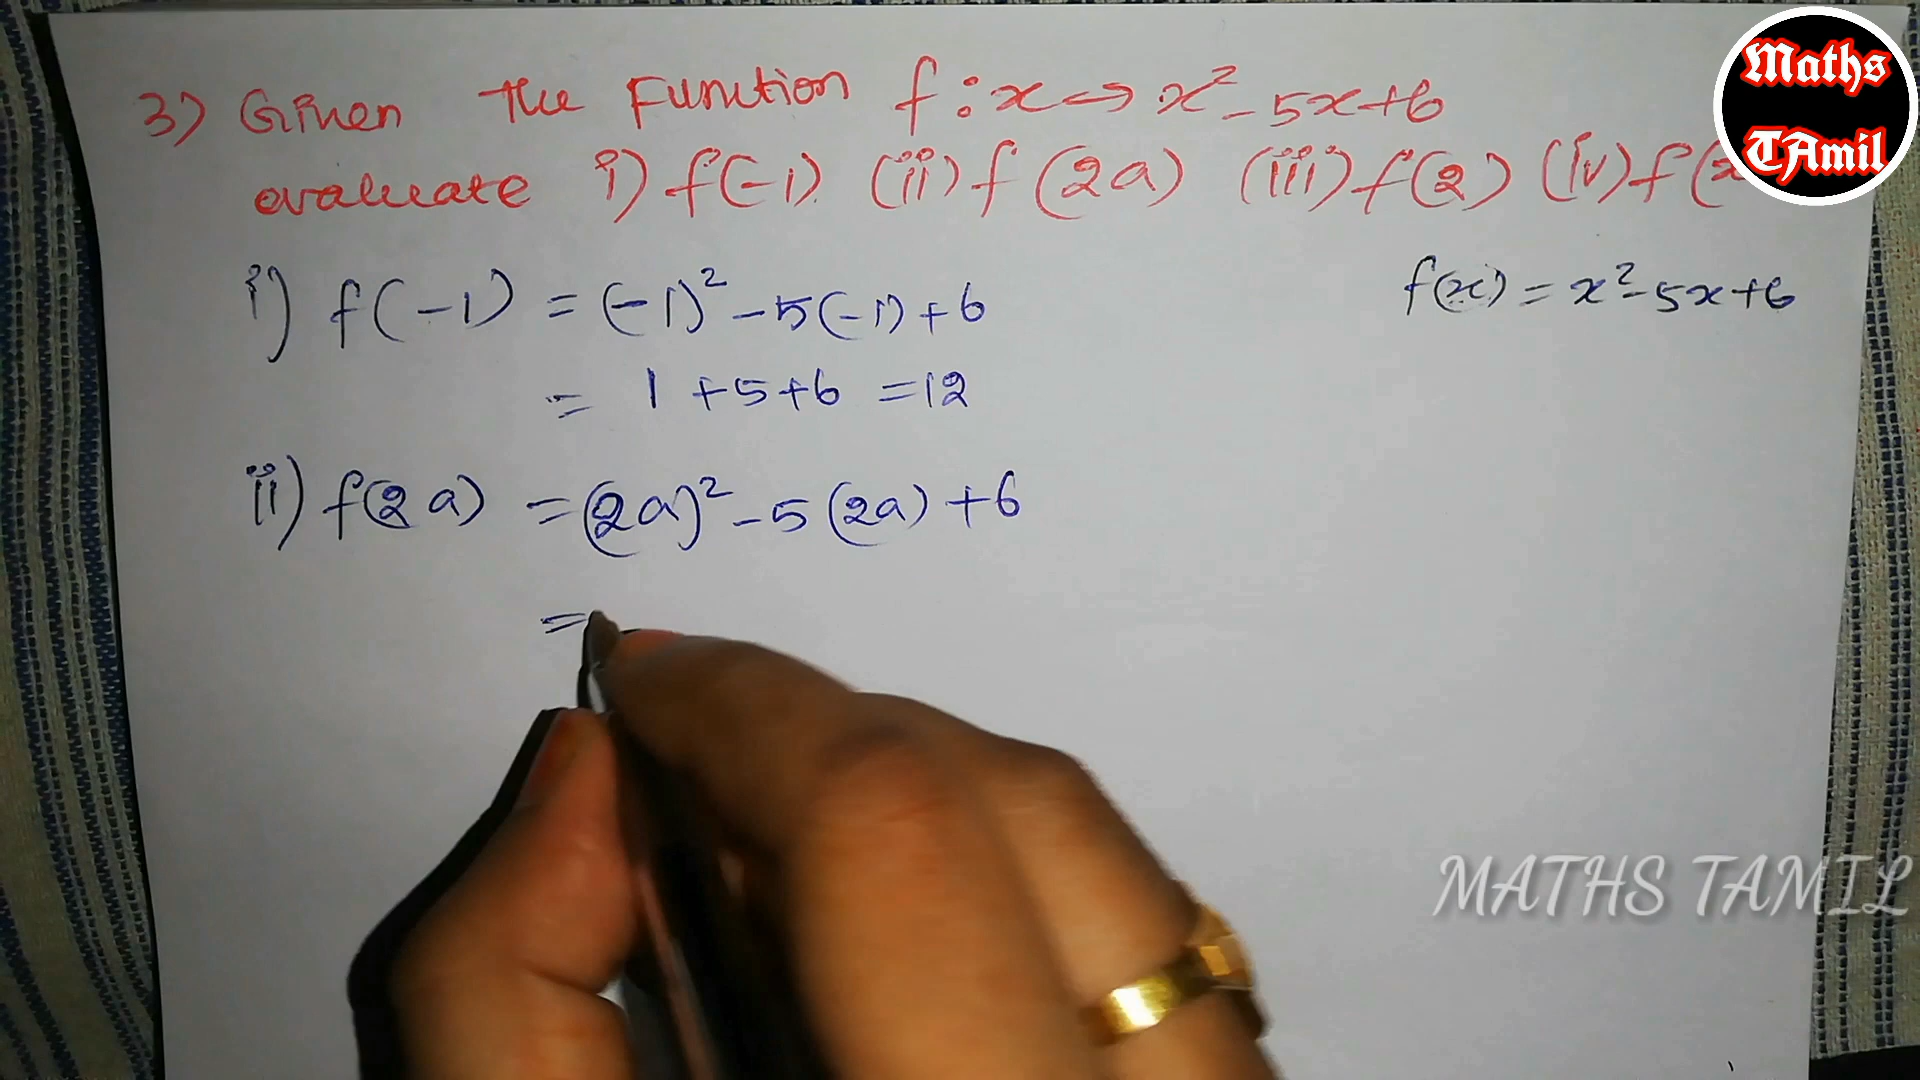 Maths
TAmil
3) Given The Function f : x → x² - 5x + 6
evaluate i) f(-1) (ii) f(2a) (iii) f(2) (iv) f(x
f(x) = x² - 5x + 6
i) f(-1) = (-1)² - 5(-1) + 6
= 1 + 5 + 6 = 12
ii) f(2a) = (2a)² - 5(2a) + 6
=
MATHS TAMIL